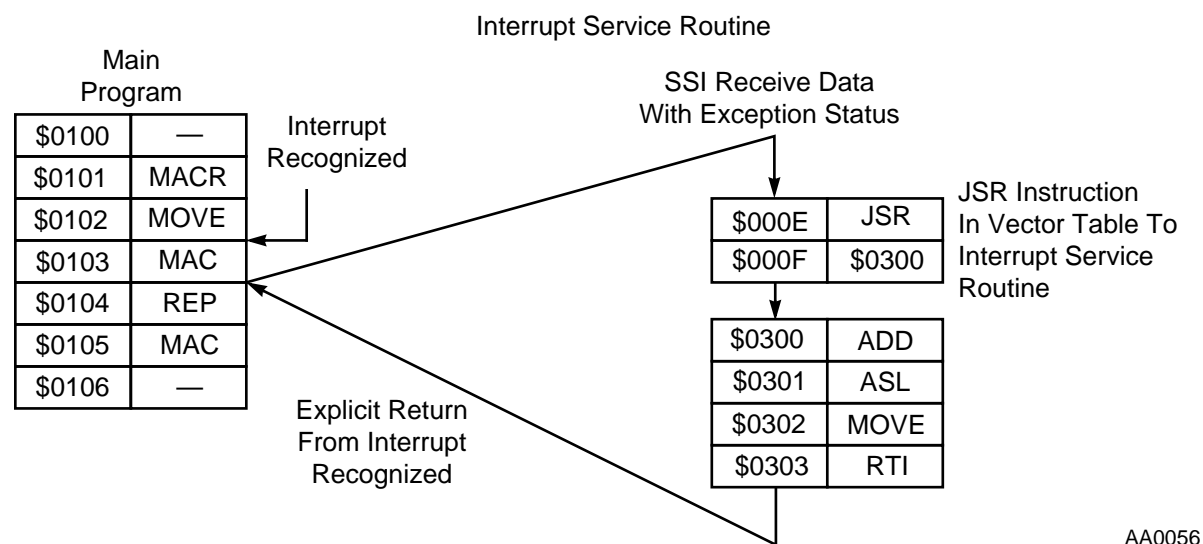 Interrupt Service Routine
Main
Program
$0100 —
$0101 MACR
$0102 MOVE
$0103 MAC
$0104 REP
$0105 MAC
$0106 —
Interrupt
Recognized
SSI Receive Data
With Exception Status
$000E JSR
$000F $0300
JSR Instruction
In Vector Table To
Interrupt Service
Routine
$0300 ADD
$0301 ASL
$0302 MOVE
$0303 RTI
Explicit Return
From Interrupt
Recognized
AA0056